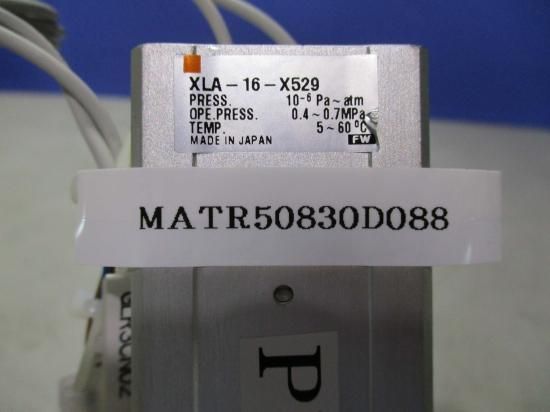 XLA-16-X529
PRESS. 10⁻⁶ Pa~atm
OPE.PRESS. 0.4~0.7MPa
TEMP. 5~60℃
MADE IN JAPAN FW
MATR50830D088
P